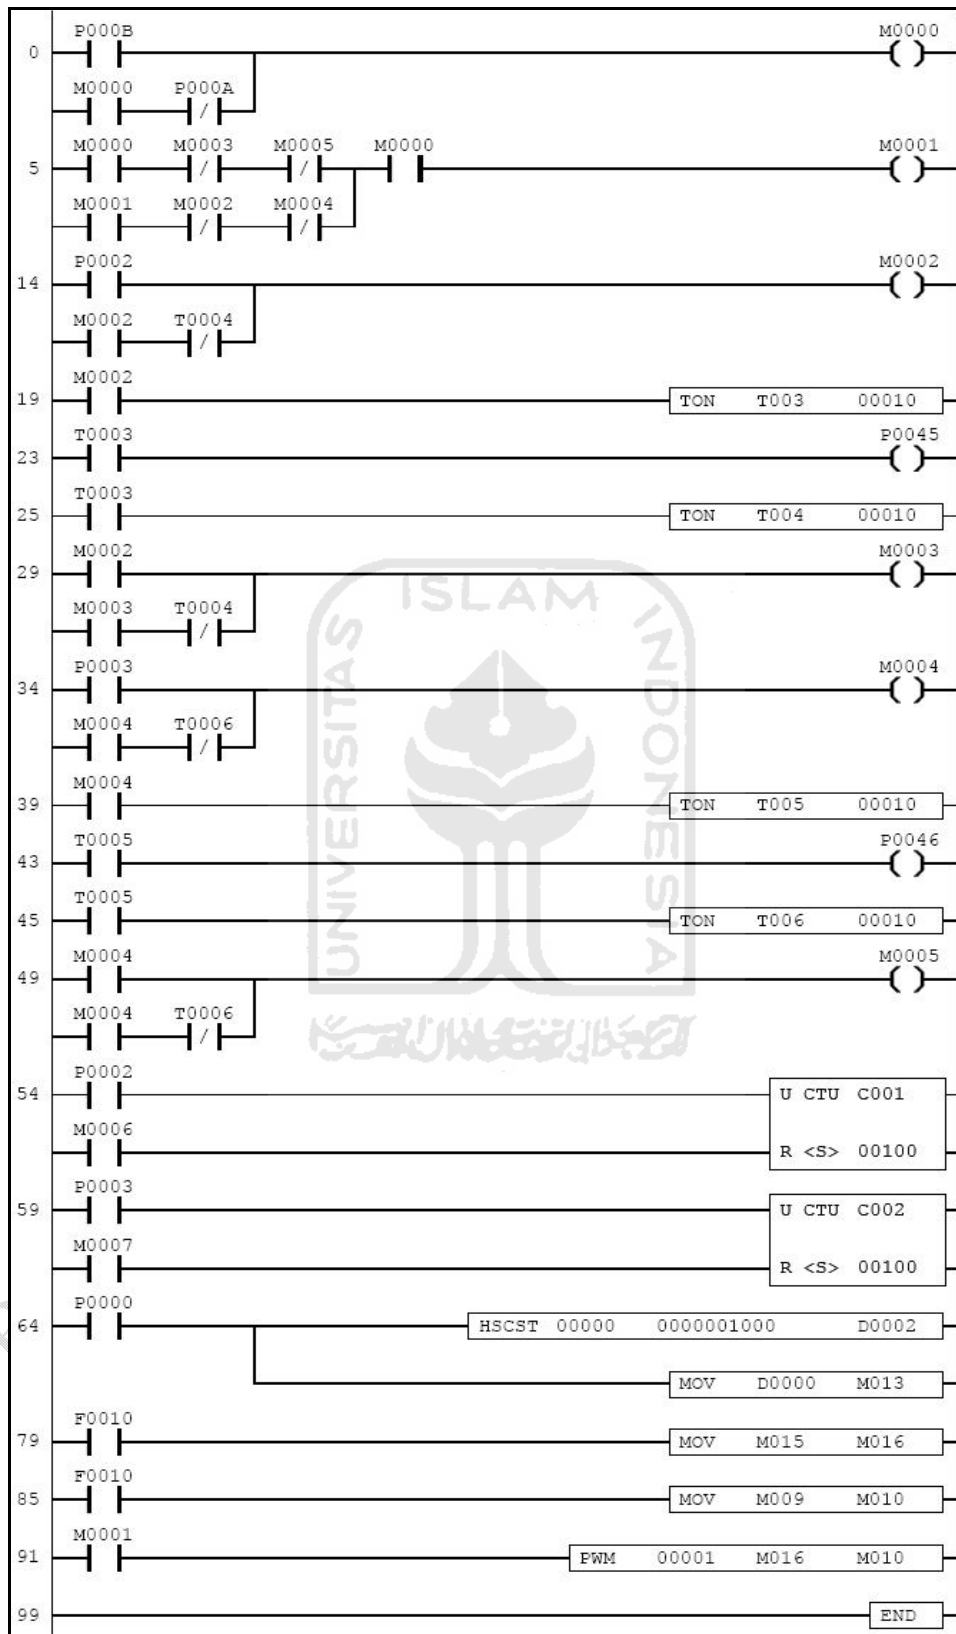 P000B M0000
0
M0000 P000A
M0000 M0003 M0005 M0000 M0001
5
M0001 M0002 M0004
P0002 M0002
14
M0002 T0004
M0002
19 TON T003 00010
T0003 P0045
23
T0003
25 TON T004 00010
M0002 M0003
29
M0003 T0004
P0003 M0004
34
M0004 T0006
M0004
39 TON T005 00010
T0005 P0046
43
T0005
45 TON T006 00010
M0004 M0005
49
M0004 T0006
P0002
54 U CTU C001
M0006
R <S> 00100
P0003
59 U CTU C002
M0007
R <S> 00100
P0000
64 HSCST 00000 0000001000 D0002
MOV D0000 M013
F0010
79 MOV M015 M016
F0010
85 MOV M009 M010
M0001
91 PWM 00001 M016 M010
99 END
UNIVERSITAS ISLAM INDONESIA